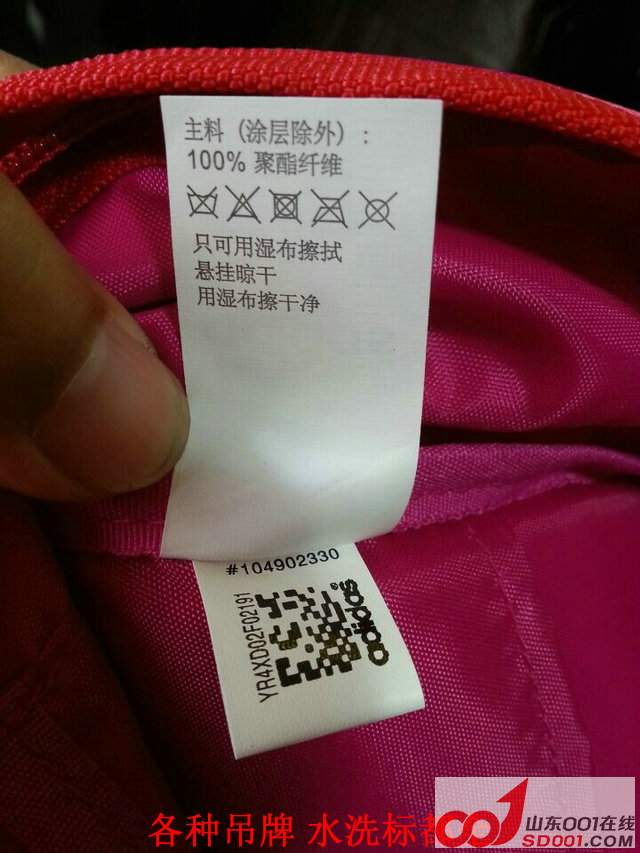 主料（涂层除外）：
100% 聚酯纤维
只可用湿布擦拭
悬挂晾干
用湿布擦干净
#104902330
YR4XD02F02191
adidas
各种吊牌 水洗标都
山东001在线
SD001.COM